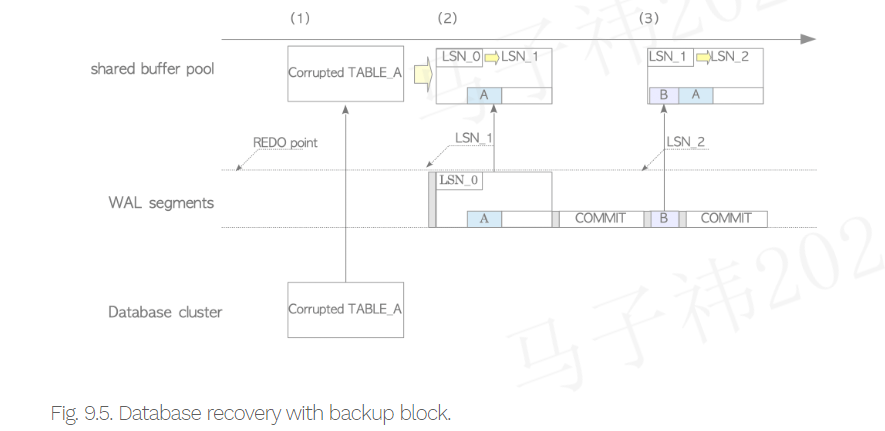 (1) (2) (3)
shared buffer pool
Corrupted TABLE_A
LSN_0 LSN_1
A
LSN_1 LSN_2
B A
REDO point
LSN_1
LSN_2
WAL segments
LSN_0
A COMMIT B COMMIT
Database cluster
Corrupted TABLE_A
Fig. 9.5. Database recovery with backup block.
马子祎202
马子祎202